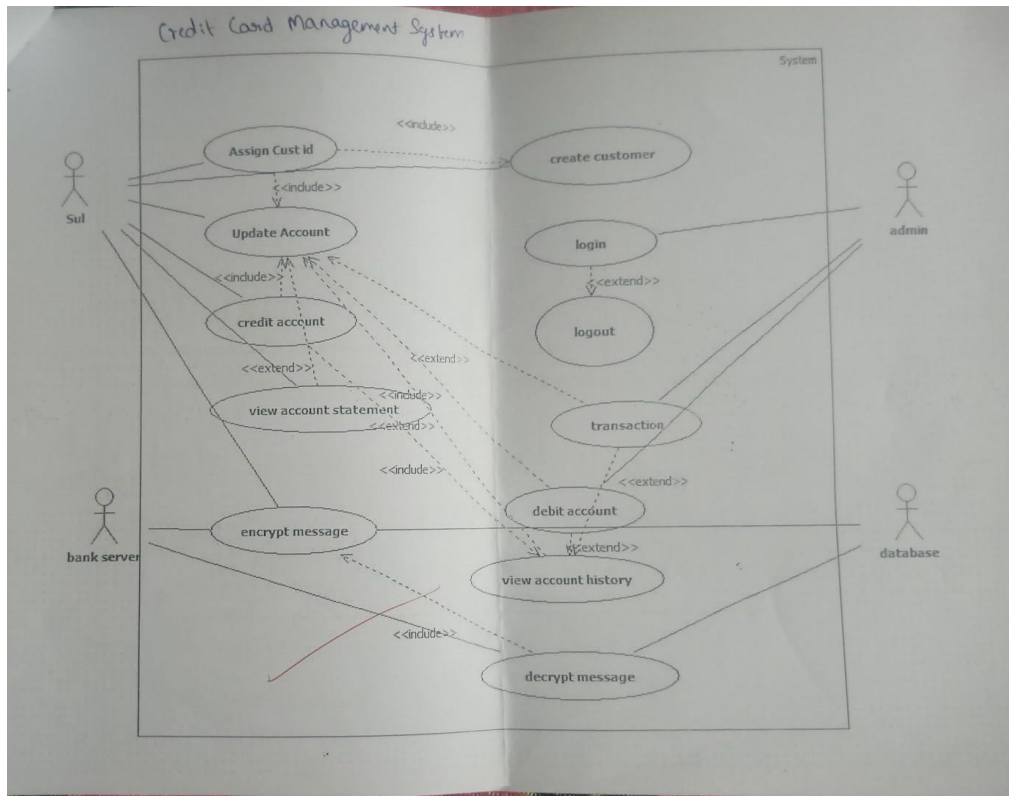 Credit Card Management System
System
<<include>>
Assign Cust id
create customer
<<include>>
Sul
Update Account
admin
login
<<include>>
<<extend>>
credit account
logout
<<extend>>
<<extend>>
<<include>>
view account statement
<<extend>>
transaction
<<include>>
<<extend>>
debit account
encrypt message
bank server
<<extend>>
database
view account history
<<include>>
decrypt message